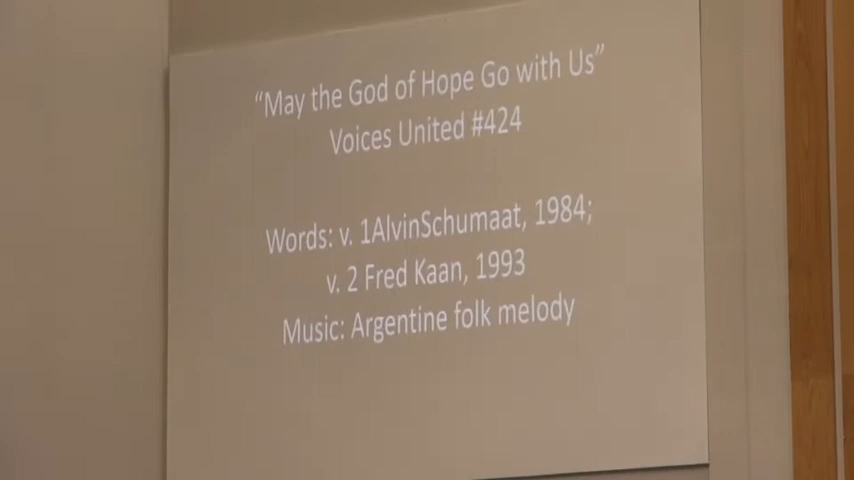 “May the God of Hope Go with Us”
Voices United #424
Words: v. 1AlvinSchumaat, 1984;
v. 2 Fred Kaan, 1993
Music: Argentine folk melody